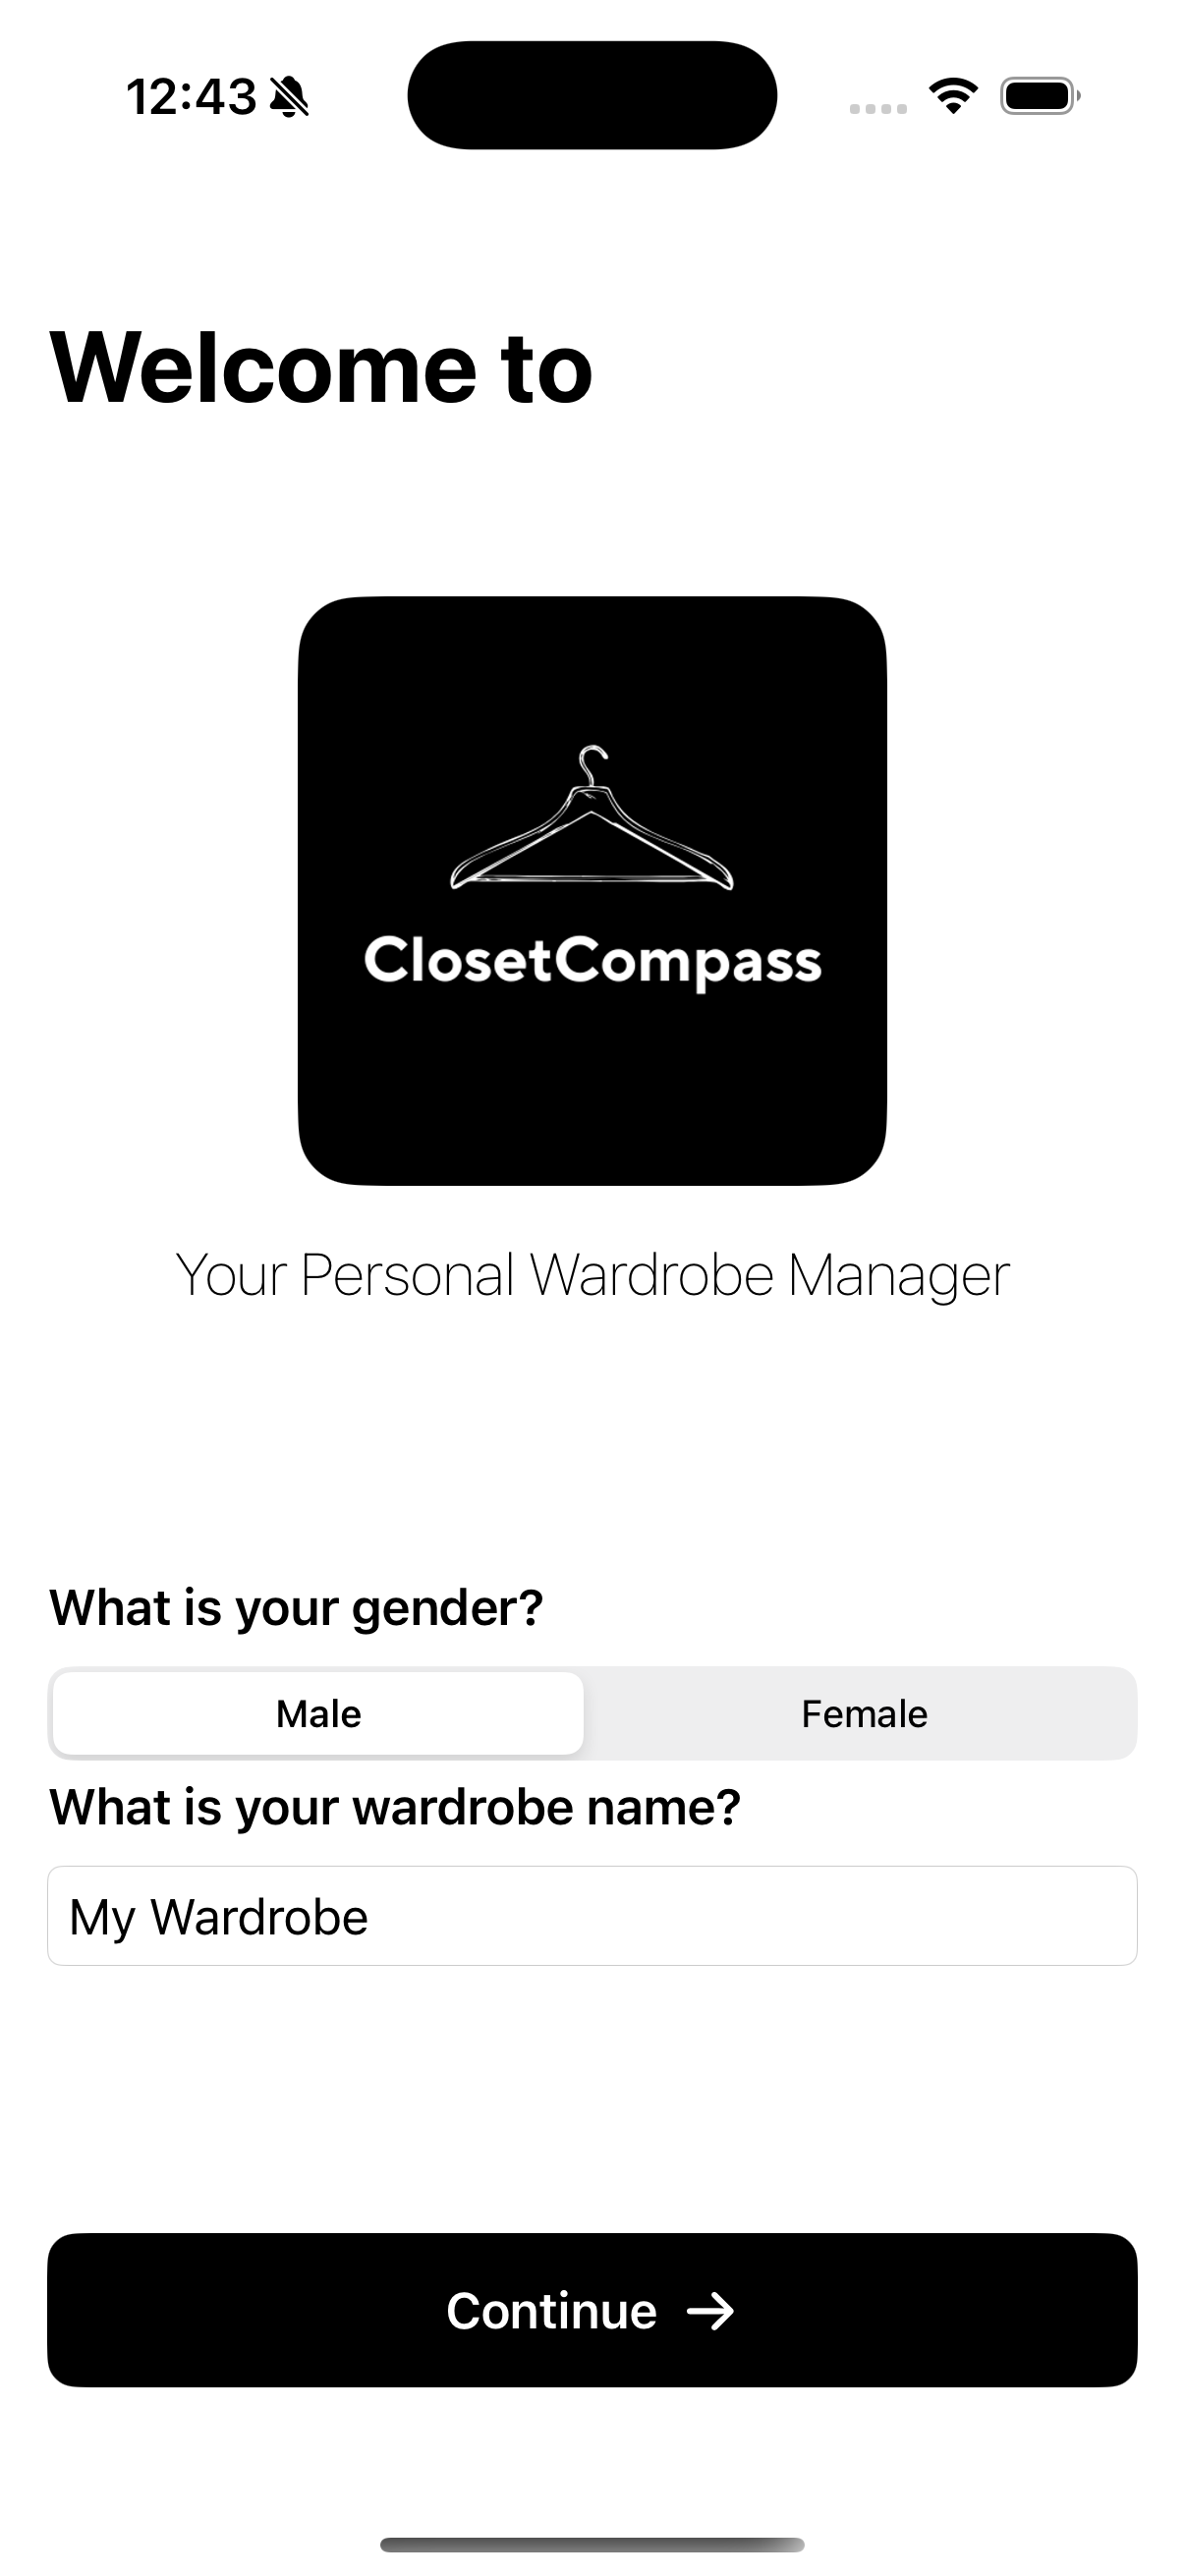 12:43
Welcome to
ClosetCompass
Your Personal Wardrobe Manager
What is your gender?
Male Female
What is your wardrobe name?
My Wardrobe
Continue →